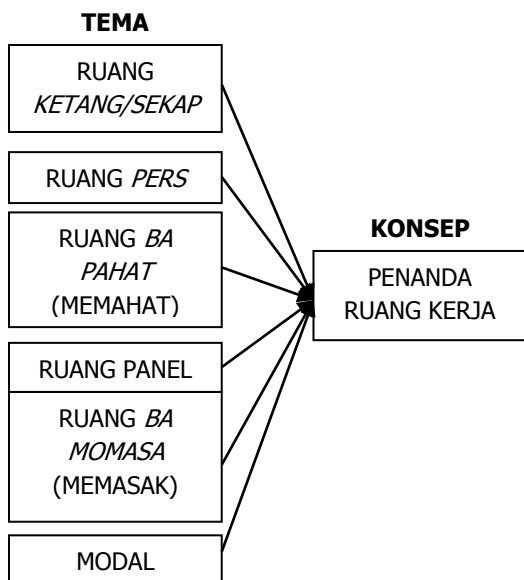 TEMA
RUANG
KETANG/SEKAP
RUANG PERS
RUANG BA
PAHAT
(MEMAHAT)
RUANG PANEL
RUANG BA
MOMASA
(MEMASAK)
MODAL
KONSEP
PENANDA
RUANG KERJA